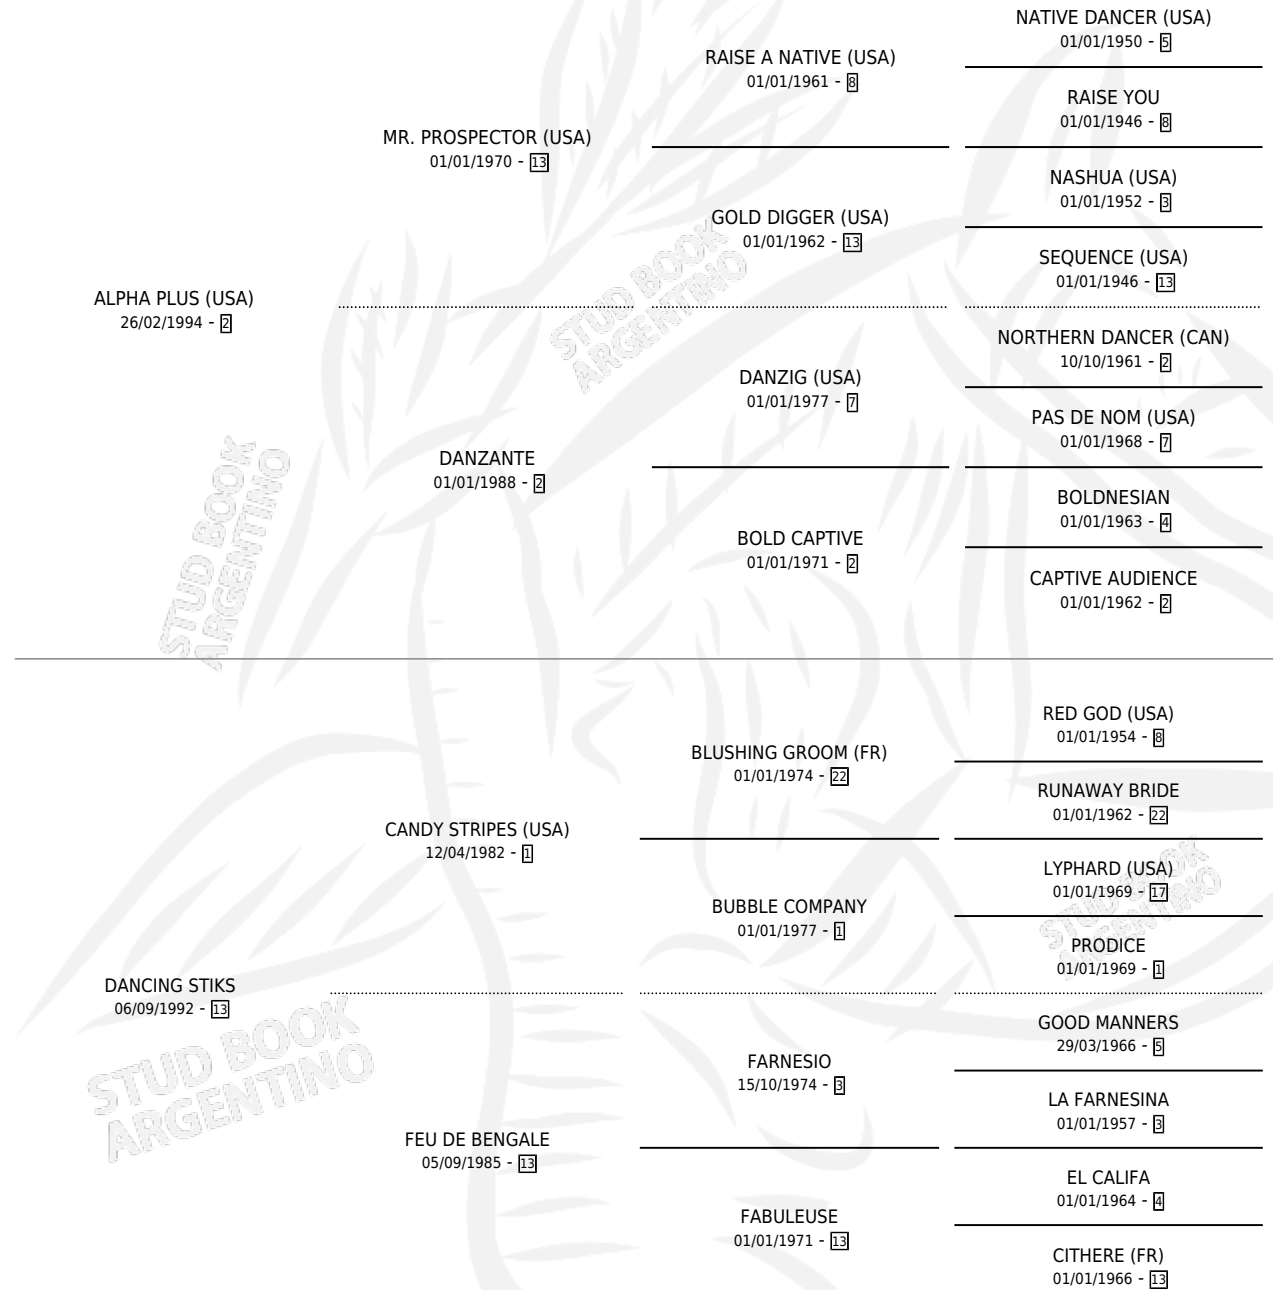 NATIVE DANCER (USA)
01/01/1950 - 5
RAISE A NATIVE (USA)
01/01/1961 - 8
RAISE YOU
01/01/1946 - 8
MR. PROSPECTOR (USA)
01/01/1970 - 13
NASHUA (USA)
01/01/1952 - 3
GOLD DIGGER (USA)
01/01/1962 - 13
SEQUENCE (USA)
01/01/1946 - 13
ALPHA PLUS (USA)
26/02/1994 - 2
NORTHERN DANCER (CAN)
10/10/1961 - 2
DANZIG (USA)
01/01/1977 - 7
PAS DE NOM (USA)
01/01/1968 - 7
DANZANTE
01/01/1988 - 2
BOLDNESIAN
01/01/1963 - 4
BOLD CAPTIVE
01/01/1971 - 2
CAPTIVE AUDIENCE
01/01/1962 - 2
RED GOD (USA)
01/01/1954 - 8
BLUSHING GROOM (FR)
01/01/1974 - 22
RUNAWAY BRIDE
01/01/1962 - 22
CANDY STRIPES (USA)
12/04/1982 - 1
LYPHARD (USA)
01/01/1969 - 17
BUBBLE COMPANY
01/01/1977 - 1
PRODICE
01/01/1969 - 1
DANCING STIKS
06/09/1992 - 13
GOOD MANNERS
29/03/1966 - 5
FARNESIO
15/10/1974 - 3
LA FARNESINA
01/01/1957 - 3
FEU DE BENGALE
05/09/1985 - 13
EL CALIFA
01/01/1964 - 4
FABULEUSE
01/01/1971 - 13
CITHERE (FR)
01/01/1966 - 13
STUD BOOK
ARGENTINO
STUD BOOK
ARGENTINO
STUD BOOK
ARGENTINO
STUD BOOK
ARGENTINO